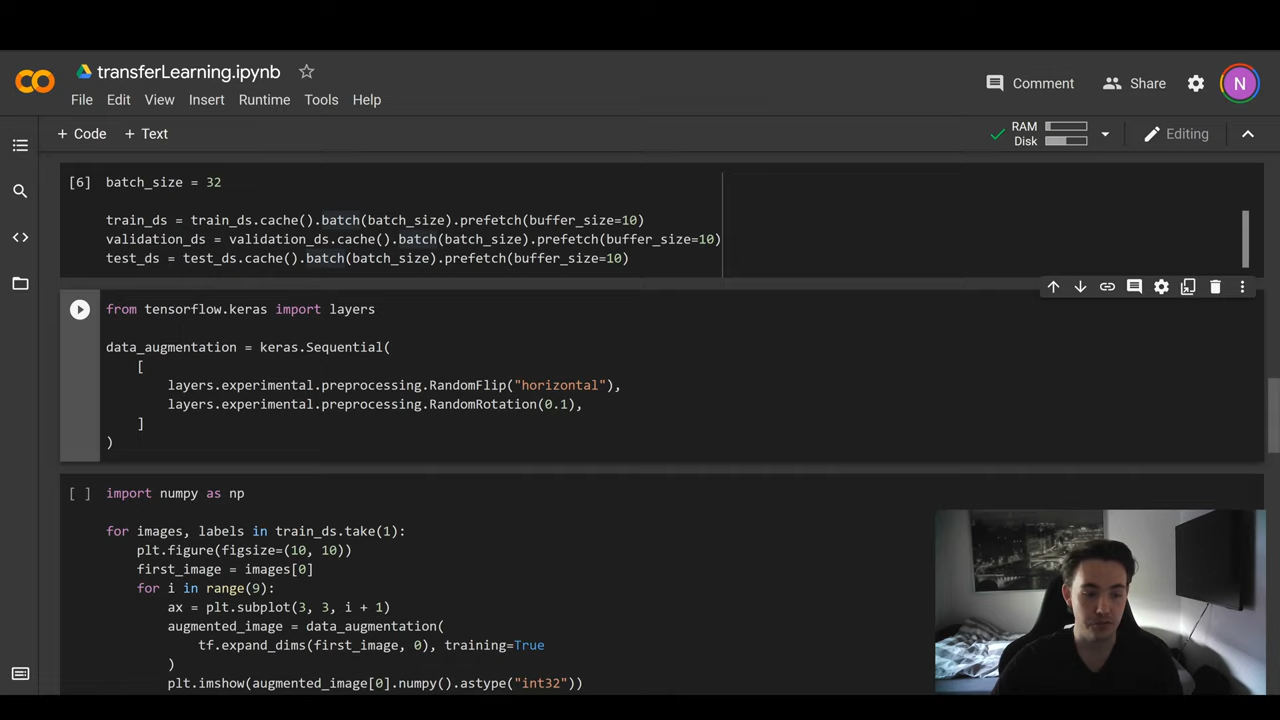 transferLearning.ipynb
Comment
Share
N
File Edit View Insert Runtime Tools Help
+ Code + Text
RAM
Disk
Editing
[6] batch_size = 32
train_ds = train_ds.cache().batch(batch_size).prefetch(buffer_size=10)
validation_ds = validation_ds.cache().batch(batch_size).prefetch(buffer_size=10)
test_ds = test_ds.cache().batch(batch_size).prefetch(buffer_size=10)
from tensorflow.keras import layers
data_augmentation = keras.Sequential(
[
layers.experimental.preprocessing.RandomFlip("horizontal"),
layers.experimental.preprocessing.RandomRotation(0.1),
]
)
[ ] import numpy as np
for images, labels in train_ds.take(1):
plt.figure(figsize=(10, 10))
first_image = images[0]
for i in range(9):
ax = plt.subplot(3, 3, i + 1)
augmented_image = data_augmentation(
tf.expand_dims(first_image, 0), training=True
)
plt.imshow(augmented_image[0].numpy().astype("int32"))